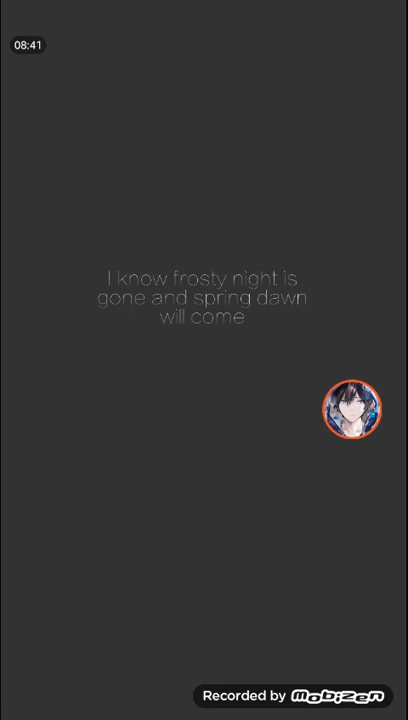 08:41
I know frosty night is
gone and spring dawn
will come
Recorded by mobizen